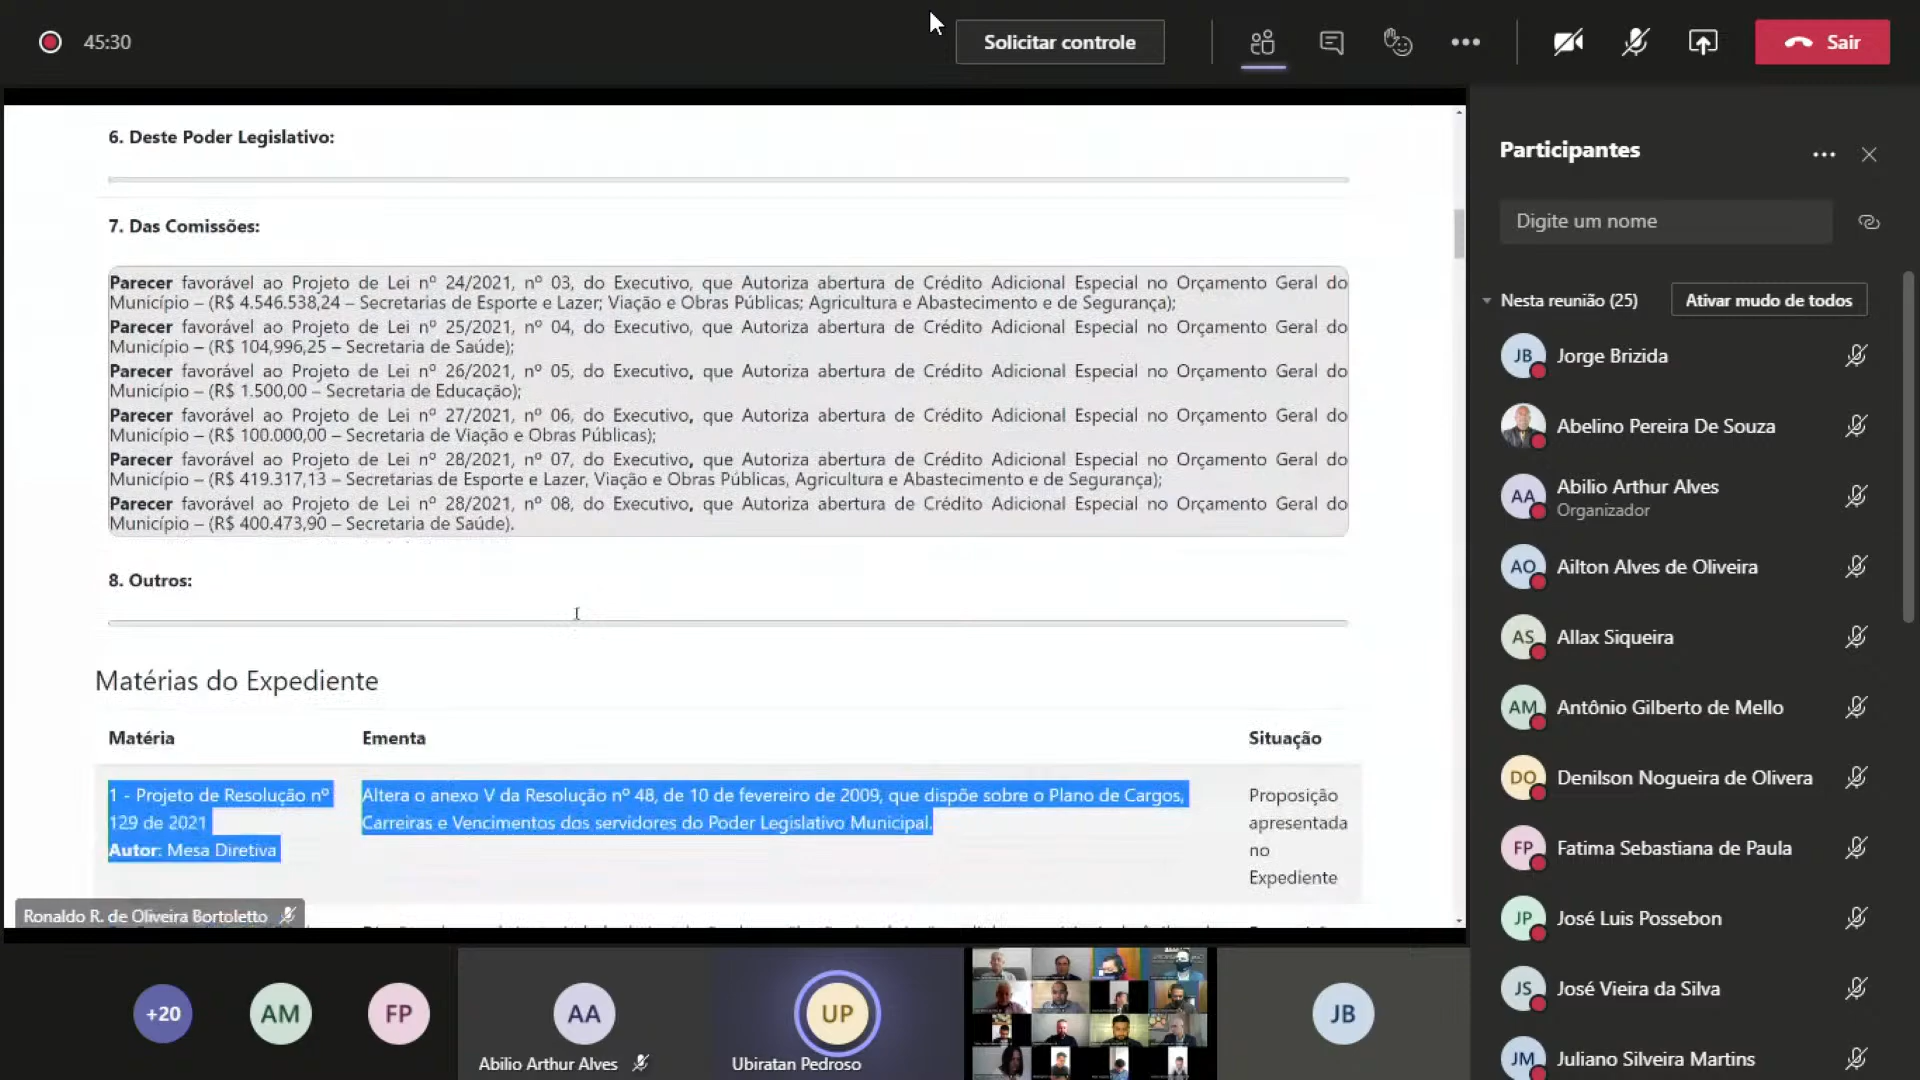 45:30
Solicitar controle
Sair
6. Deste Poder Legislativo:
7. Das Comissões:
Parecer favorável ao Projeto de Lei nº 24/2021, nº 03, do Executivo, que Autoriza abertura de Crédito Adicional Especial no Orçamento Geral do
Município – (R$ 4.546.538,24 – Secretarias de Esporte e Lazer; Viação e Obras Públicas; Agricultura e Abastecimento e de Segurança);
Parecer favorável ao Projeto de Lei nº 25/2021, nº 04, do Executivo, que Autoriza abertura de Crédito Adicional Especial no Orçamento Geral do
Município – (R$ 104,996,25 – Secretaria de Saúde);
Parecer favorável ao Projeto de Lei nº 26/2021, nº 05, do Executivo, que Autoriza abertura de Crédito Adicional Especial no Orçamento Geral do
Município – (R$ 1.500,00 – Secretaria de Educação);
Parecer favorável ao Projeto de Lei nº 27/2021, nº 06, do Executivo, que Autoriza abertura de Crédito Adicional Especial no Orçamento Geral do
Município – (R$ 100.000,00 – Secretaria de Viação e Obras Públicas);
Parecer favorável ao Projeto de Lei nº 28/2021, nº 07, do Executivo, que Autoriza abertura de Crédito Adicional Especial no Orçamento Geral do
Município – (R$ 419.317,13 – Secretarias de Esporte e Lazer, Viação e Obras Públicas, Agricultura e Abastecimento e de Segurança);
Parecer favorável ao Projeto de Lei nº 28/2021, nº 08, do Executivo, que Autoriza abertura de Crédito Adicional Especial no Orçamento Geral do
Município – (R$ 400.473,90 – Secretaria de Saúde).
8. Outros:
Matérias do Expediente
Matéria Ementa Situação
1 - Projeto de Resolução nº
129 de 2021
Autor: Mesa Diretiva
Altera o anexo V da Resolução nº 48, de 10 de fevereiro de 2009, que dispõe sobre o Plano de Cargos,
Carreiras e Vencimentos dos servidores do Poder Legislativo Municipal.
Proposição
apresentada
no
Expediente
Ronaldo R. de Oliveira Bortoletto
+20
AM
FP
AA
Abilio Arthur Alves
UP
Ubiratan Pedroso
JB
Participantes
Digite um nome
Nesta reunião (25)
Ativar mudo de todos
JB Jorge Brizida
Abelino Pereira De Souza
AA Abilio Arthur Alves
Organizador
AO Ailton Alves de Oliveira
AS Allax Siqueira
AM Antônio Gilberto de Mello
DO Denilson Nogueira de Olivera
FP Fatima Sebastiana de Paula
JP José Luis Possebon
JS José Vieira da Silva
JM Juliano Silveira Martins